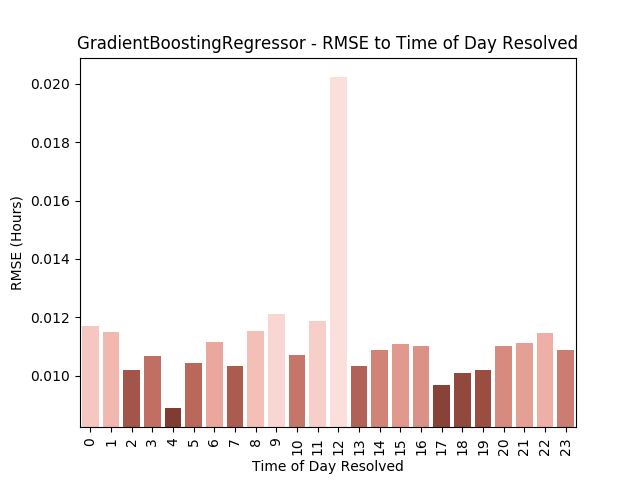 GradientBoostingRegressor - RMSE to Time of Day Resolved
0.020
0.018
0.016
0.014
0.012
0.010
RMSE (Hours)
0 1 2 3 4 5 6 7 8 9 10 11 12 13 14 15 16 17 18 19 20 21 22 23
Time of Day Resolved